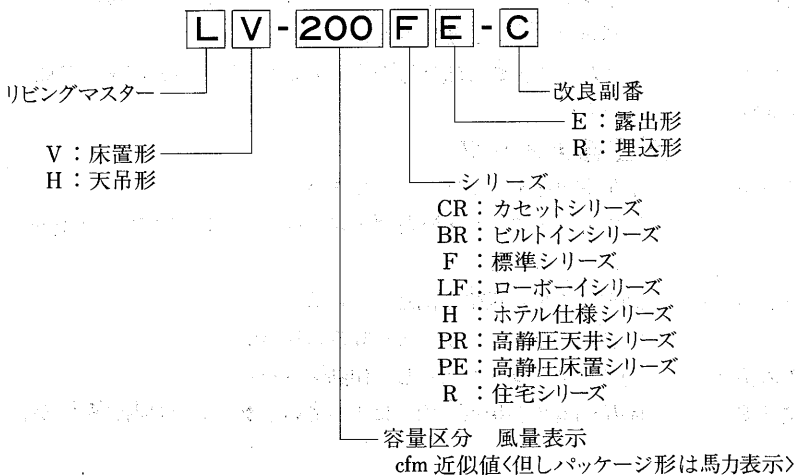 LV-200FE-C
リビングマスター
V：床置形
H：天吊形
改良副番
E：露出形
R：埋込形
シリーズ
CR：カセットシリーズ
BR：ビルトインシリーズ
F：標準シリーズ
LF：ローボーイシリーズ
H：ホテル仕様シリーズ
PR：高静圧天井シリーズ
PE：高静圧床置シリーズ
R：住宅シリーズ
容量区分　風量表示
cfm 近似値〈但しパッケージ形は馬力表示〉